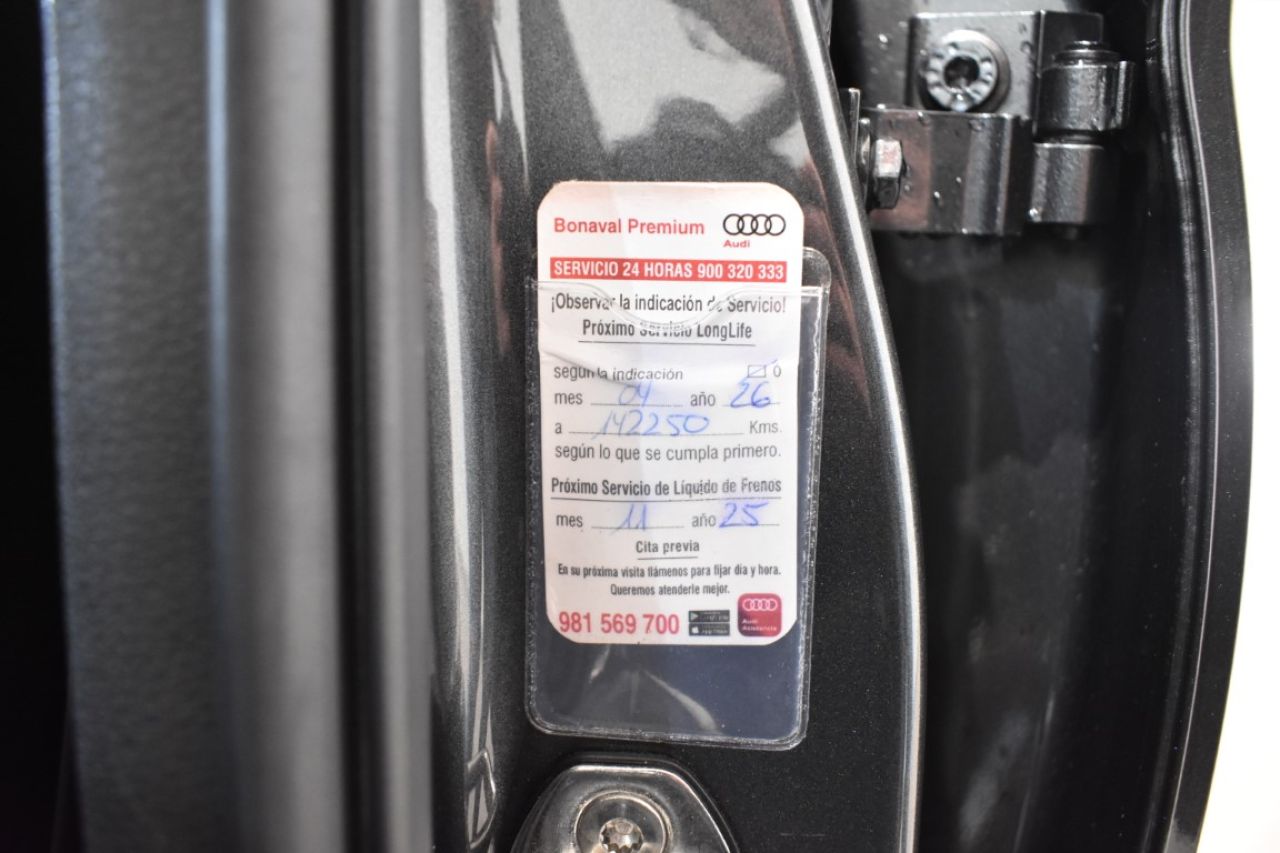 Bonaval Premium
Audi
SERVICIO 24 HORAS 900 320 333
¡Observar la indicación de Servicio!
Próximo Servicio LongLife
según la indicación ó
mes 04 año 26
a 142250 Kms.
según lo que se cumpla primero.
Próximo Servicio de Líquido de Frenos
mes 11 año 25
Cita previa
En su próxima visita llámenos para fijar día y hora.
Queremos atenderle mejor.
981 569 700
Audi
Asistencia